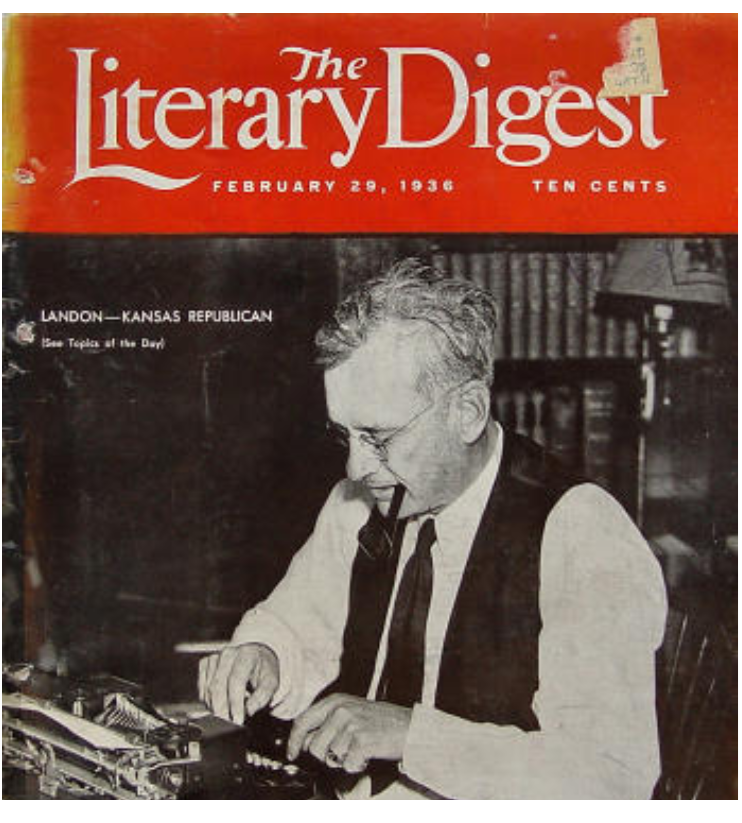 The
Literary Digest
FEBRUARY 29, 1936 TEN CENTS
LANDON—KANSAS REPUBLICAN
(See Topics of the Day)